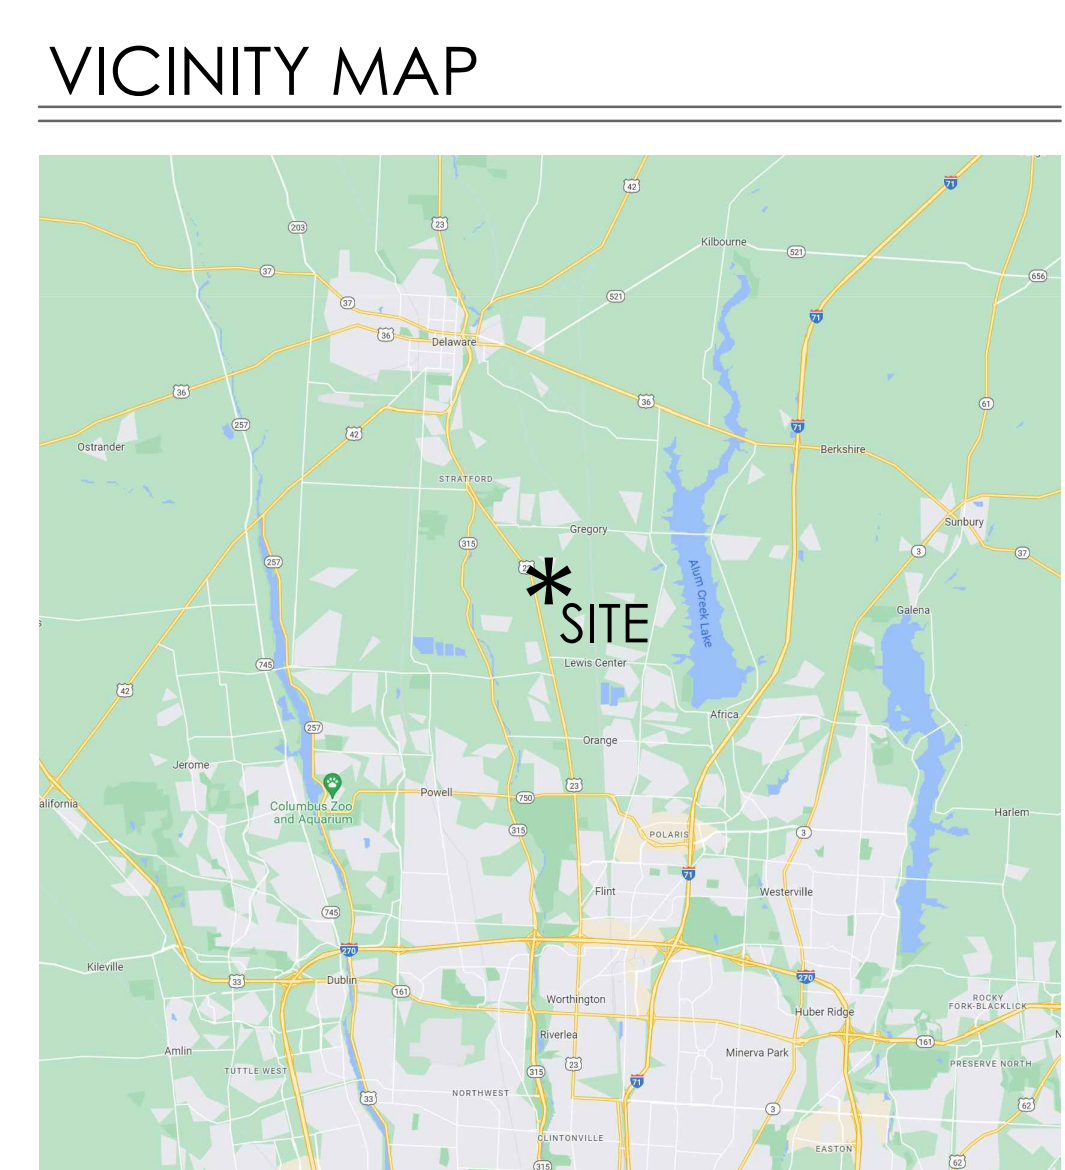 VICINITY MAP
71
42
23
203
Kilbourne
521
37
656
521
37
71
36
Delaware
36
36
61
257
71
42
Ostrander
Berkshire
STRATFORD
Sunbury
Gregory
315
3
37
257
Alum Creek Lake
SITE
Galena
745
Lewis Center
42
Africa
257
Orange
Jerome
23
Powell
750
alifornia
Columbus Zoo
and Aquarium
Harlem
315
POLARIS
3
71
Flint
Westerville
745
270
Kileville
270
33
Dublin
161
Worthington
ROCKY
FORK-BLACKLICK
Huber Ridge
Riverlea
161
Amlin
Minerva Park
PRESERVE NORTH
23
TUTTLE WEST
315
71
NORTHWEST
33
62
3
CLINTONVILLE
EASTON
62
315